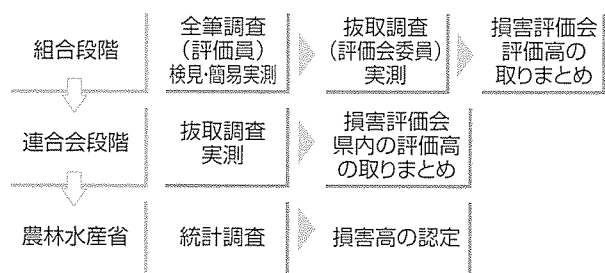 組合段階
全筆調査
(評価員)
検見・簡易実測
抜取調査
(評価会委員)
実測
損害評価会
評価高の
取りまとめ
連合会段階
抜取調査
実測
損害評価会
県内の評価高
の取りまとめ
農林水産省
統計調査
損害高の認定